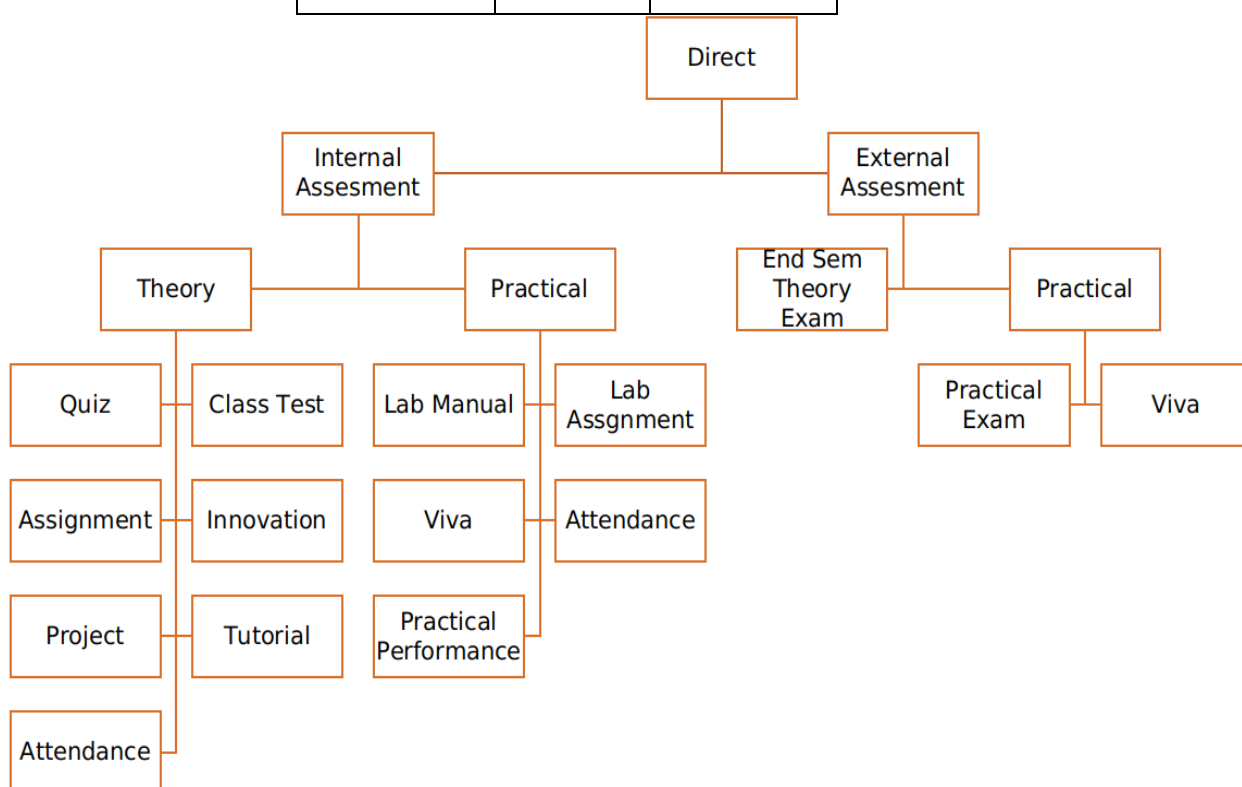 Direct
Internal
Assesment
External
Assesment
Theory
Practical
End Sem
Theory
Exam
Practical
Quiz
Class Test
Lab Manual
Lab
Assgnment
Practical
Exam
Viva
Assignment
Innovation
Viva
Attendance
Project
Tutorial
Practical
Performance
Attendance